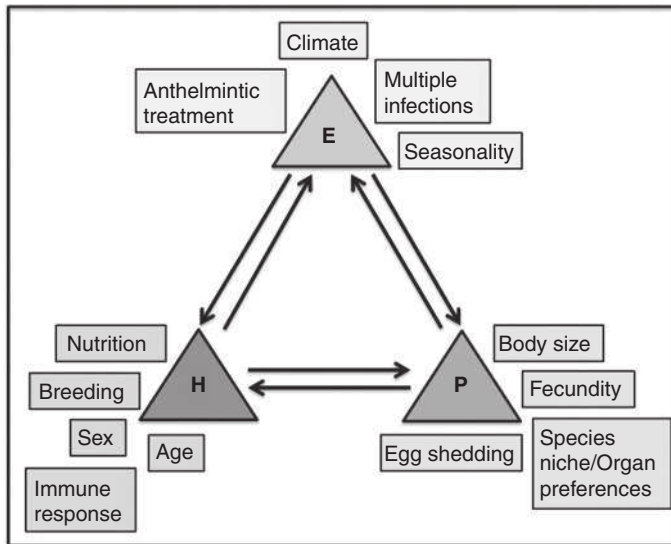 Climate
Anthelmintic
treatment
Multiple
infections
E
Seasonality
Nutrition
Breeding
Sex
Age
Immune
response
H
Body size
P
Fecundity
Egg shedding
Species
niche/Organ
preferences